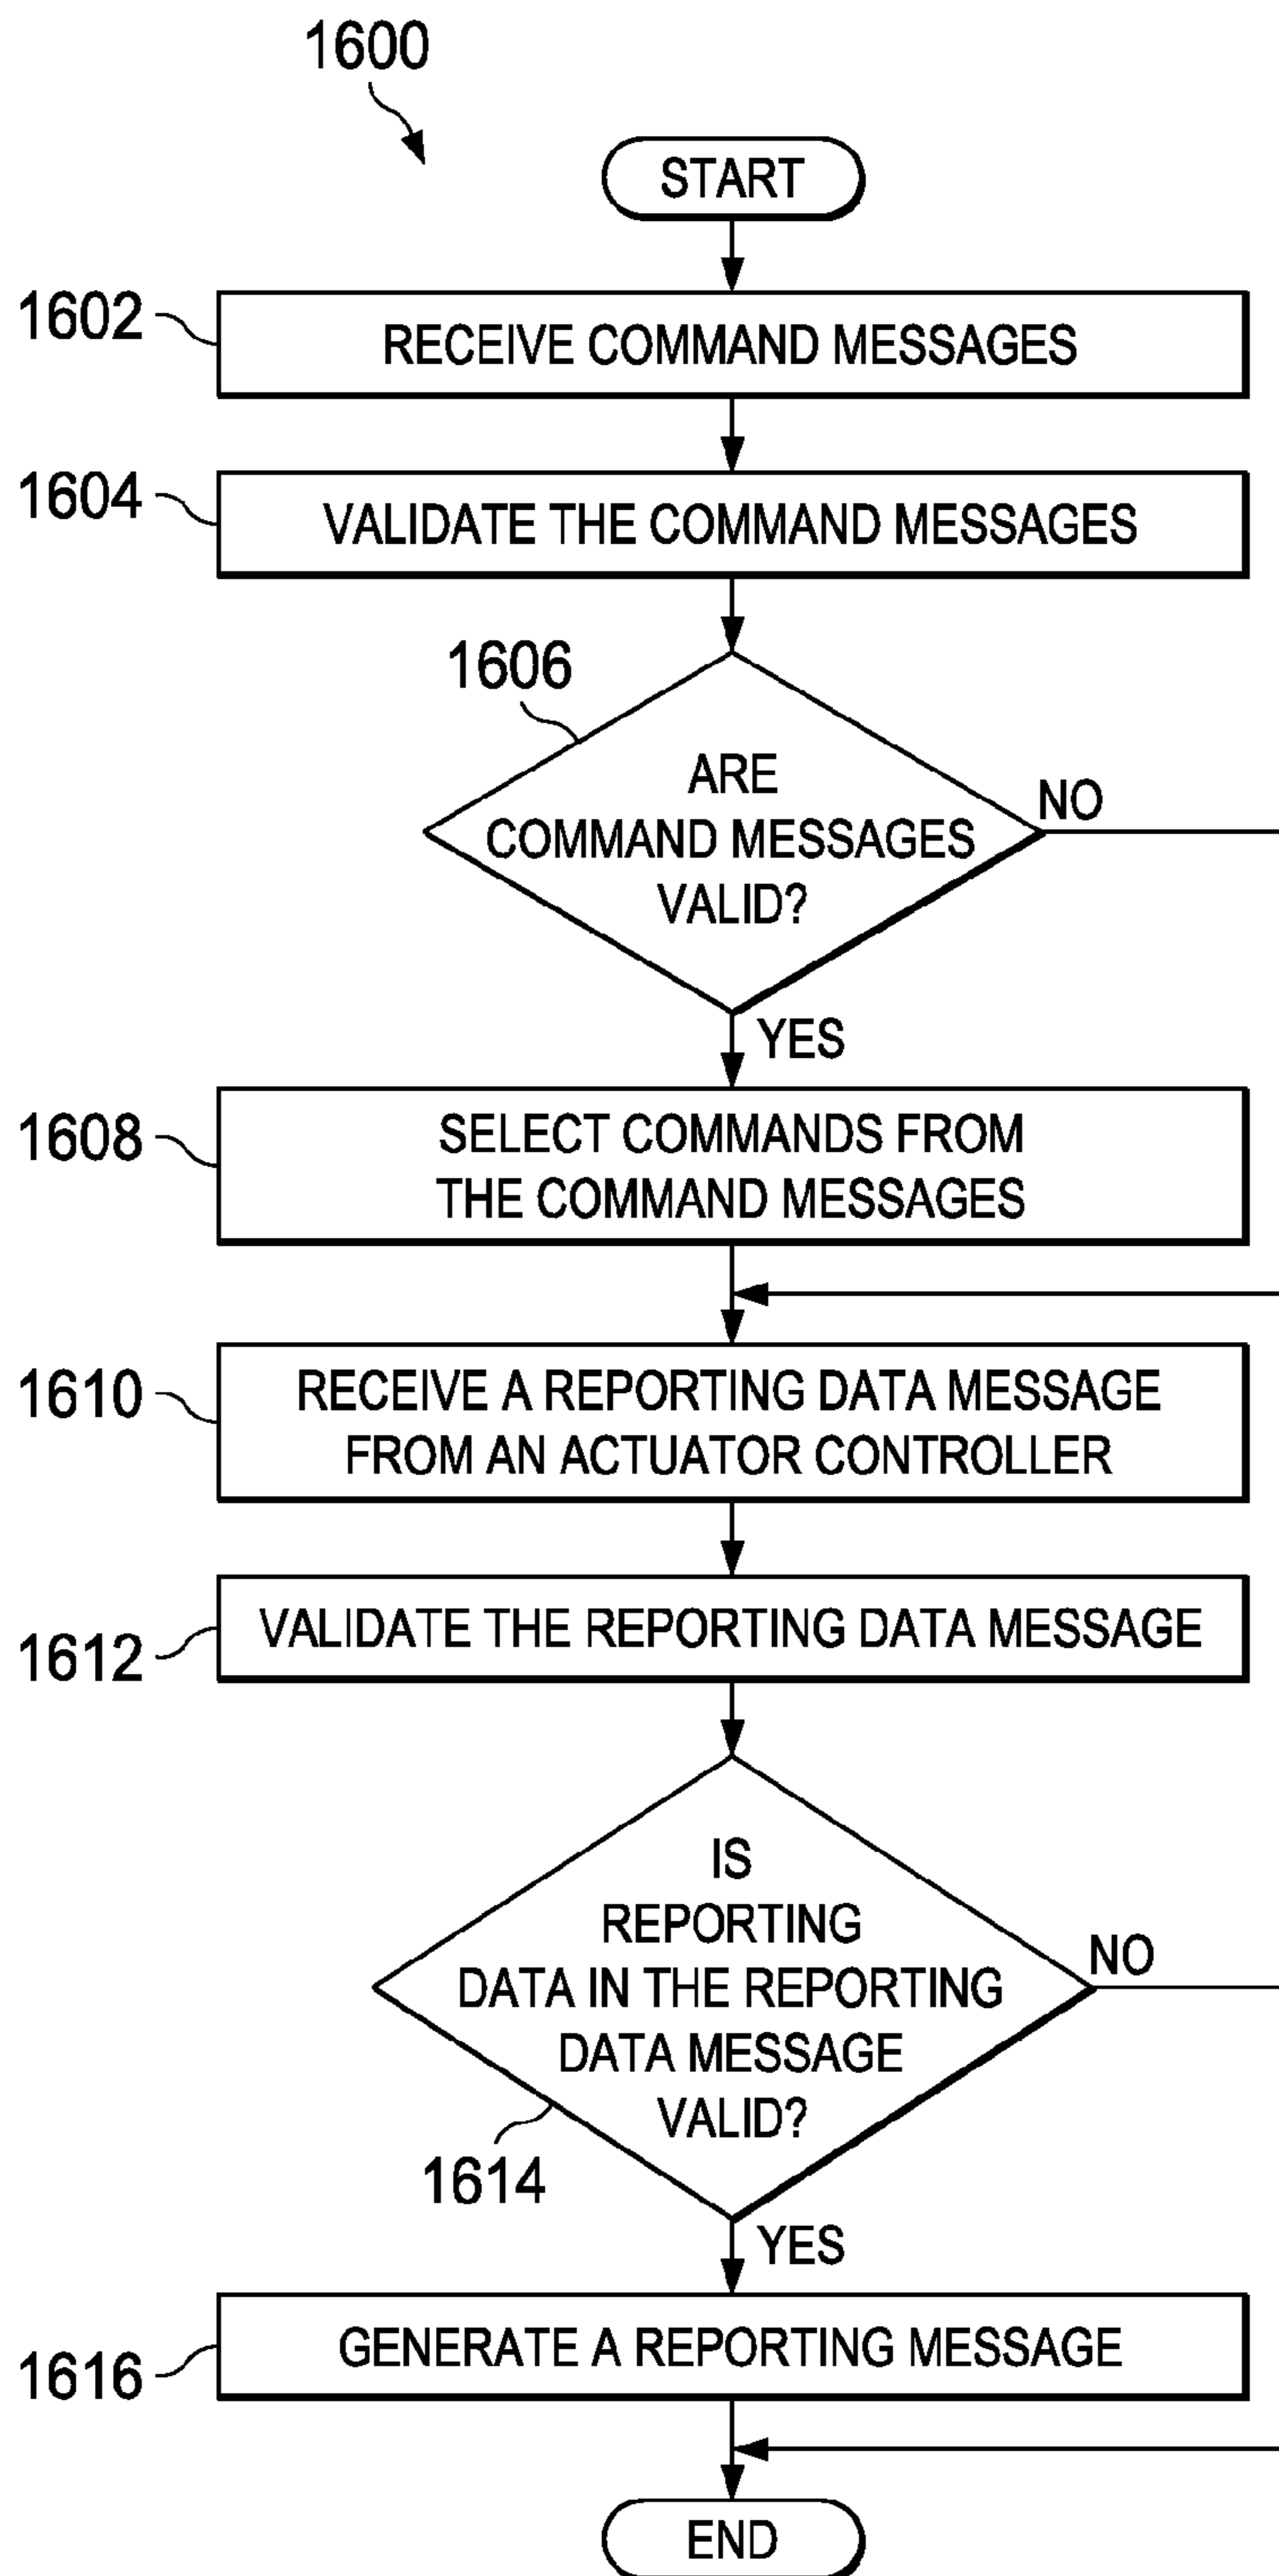 1600
START
1602
RECEIVE COMMAND MESSAGES
1604
VALIDATE THE COMMAND MESSAGES
1606
ARE
COMMAND MESSAGES
VALID?
NO
YES
1608
SELECT COMMANDS FROM
THE COMMAND MESSAGES
1610
RECEIVE A REPORTING DATA MESSAGE
FROM AN ACTUATOR CONTROLLER
1612
VALIDATE THE REPORTING DATA MESSAGE
IS
REPORTING
DATA IN THE REPORTING
DATA MESSAGE
VALID?
NO
1614
YES
1616
GENERATE A REPORTING MESSAGE
END